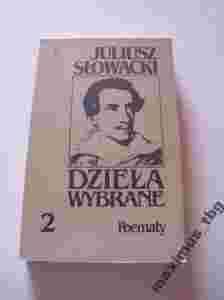 JULIUSZ
SŁOWACKI
DZIEŁA
WYBRANE
2 Poematy